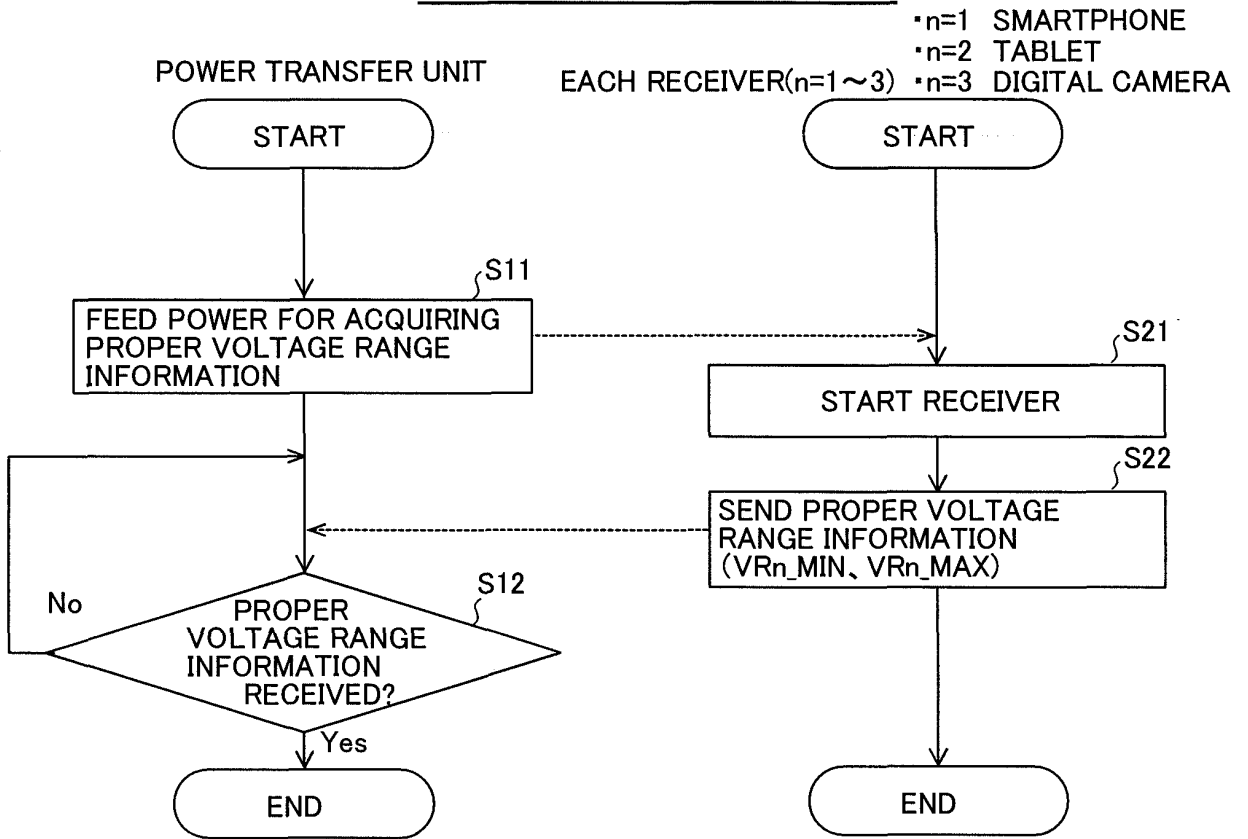 ・n=1 SMARTPHONE
・n=2 TABLET
POWER TRANSFER UNIT
EACH RECEIVER(n=1～3) ・n=3 DIGITAL CAMERA
START
START
S11
FEED POWER FOR ACQUIRING
PROPER VOLTAGE RANGE
INFORMATION
S21
START RECEIVER
S22
SEND PROPER VOLTAGE
RANGE INFORMATION
(VRn_MIN、VRn_MAX)
S12
No
PROPER
VOLTAGE RANGE
INFORMATION
RECEIVED?
Yes
END
END